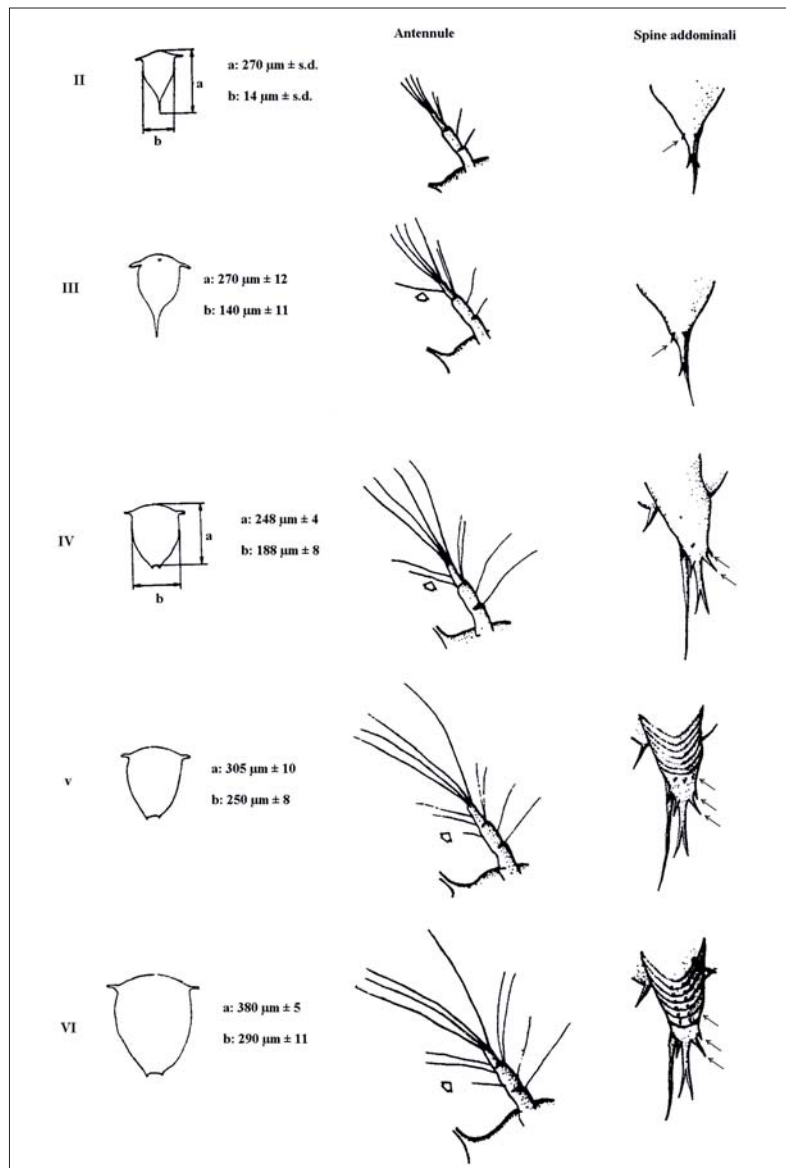 Antennule
Spine addominali
II
a: 270 µm ± s.d.
b: 14 µm ± s.d.
a
b
III
a: 270 µm ± 12
b: 140 µm ± 11
IV
a: 248 µm ± 4
b: 188 µm ± 8
a
b
v
a: 305 µm ± 10
b: 250 µm ± 8
VI
a: 380 µm ± 5
b: 290 µm ± 11